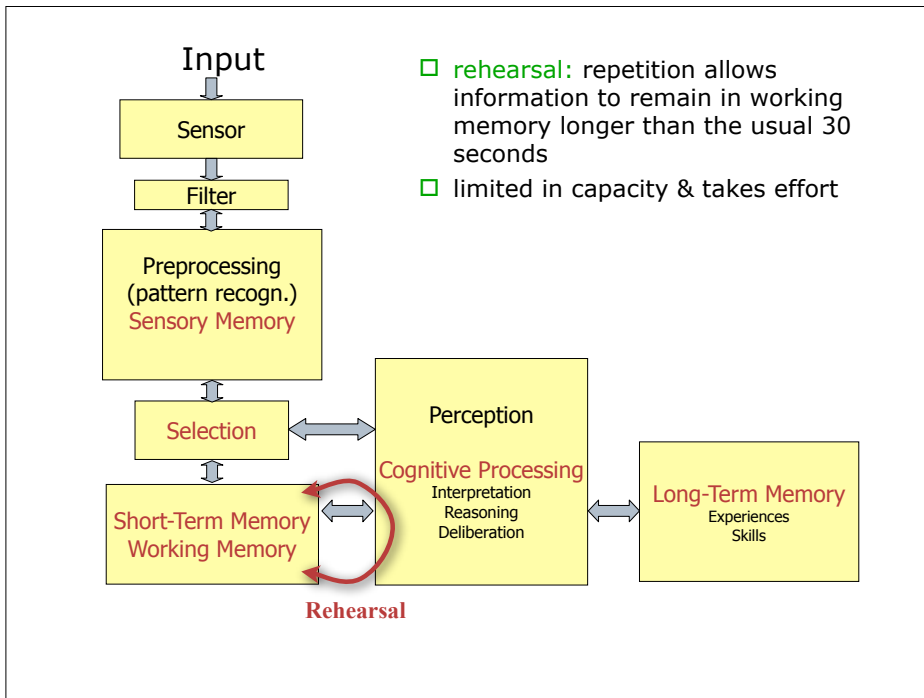 Input
Sensor
Filter
Preprocessing
(pattern recogn.)
Sensory Memory
Selection
Short-Term Memory
Working Memory
Rehearsal
Perception
Cognitive Processing
Interpretation
Reasoning
Deliberation
Long-Term Memory
Experiences
Skills
rehearsal: repetition allows
information to remain in working
memory longer than the usual 30
seconds
limited in capacity & takes effort